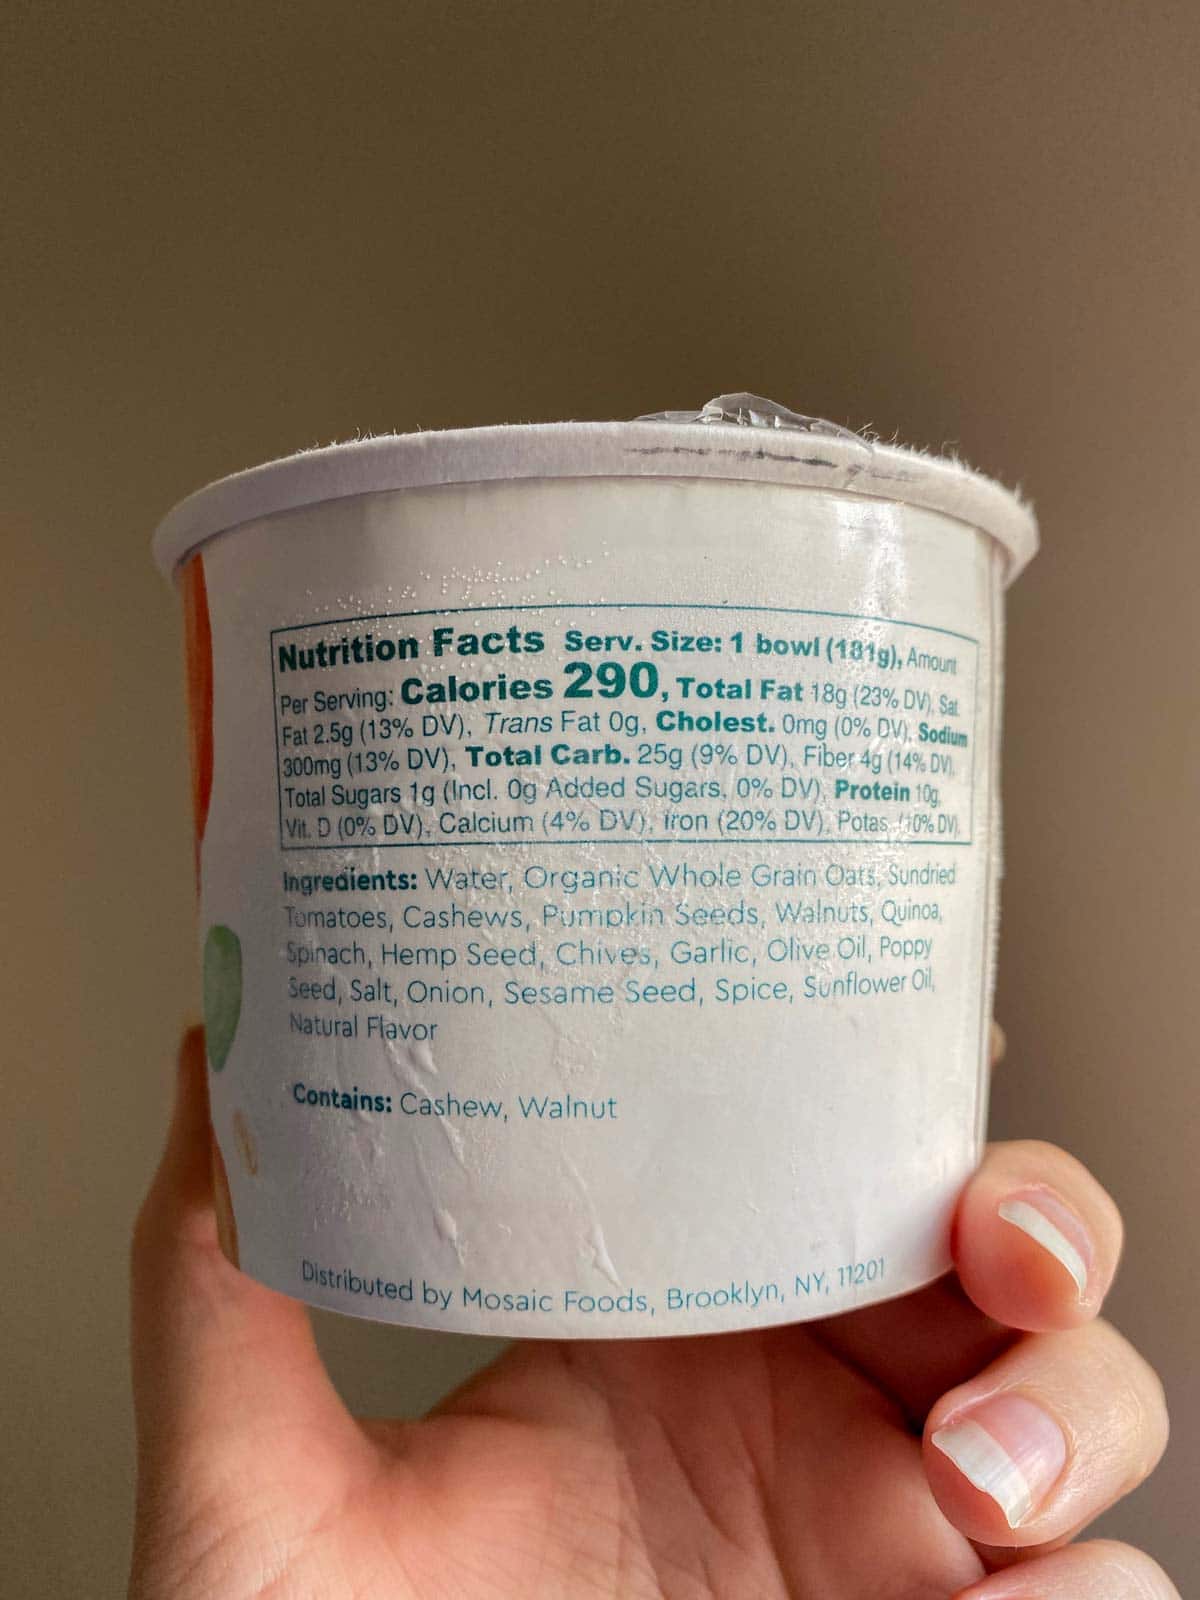 Nutrition Facts Serv. Size: 1 bowl (181g), Amount
Per Serving: Calories 290, Total Fat 18g (23% DV), Sat.
Fat 2.5g (13% DV), Trans Fat 0g, Cholest. 0mg (0% DV), Sodium
300mg (13% DV), Total Carb. 25g (9% DV), Fiber 4g (14% DV),
Total Sugars 1g (Incl. 0g Added Sugars, 0% DV), Protein 10g,
Vit. D (0% DV), Calcium (4% DV), Iron (20% DV), Potas. (10% DV).
Ingredients: Water, Organic Whole Grain Oats, Sundried
Tomatoes, Cashews, Pumpkin Seeds, Walnuts, Quinoa,
Spinach, Hemp Seed, Chives, Garlic, Olive Oil, Poppy
Seed, Salt, Onion, Sesame Seed, Spice, Sunflower Oil,
Natural Flavor
Contains: Cashew, Walnut
Distributed by Mosaic Foods, Brooklyn, NY, 11201